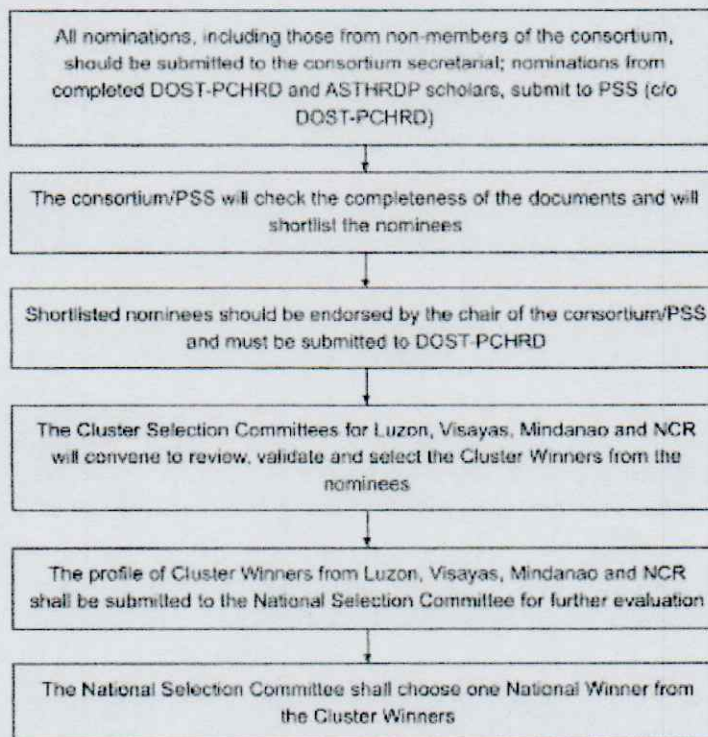 All nominations, including those from non-members of the consortium,
should be submitted to the consortium secretarial; nominations from
completed DOST-PCHRD and ASTHRDP scholars, submit to PSS (c/o
DOST-PCHRD)
The consortium/PSS will check the completeness of the documents and will
shortlist the nominees
Shortlisted nominees should be endorsed by the chair of the consortium/PSS
and must be submitted to DOST-PCHRD
The Cluster Selection Committees for Luzon, Visayas, Mindanao and NCR
will convene to review, validate and select the Cluster Winners from the
nominees
The profile of Cluster Winners from Luzon, Visayas, Mindanao and NCR
shall be submitted to the National Selection Committee for further evaluation
The National Selection Committee shall choose one National Winner from
the Cluster Winners